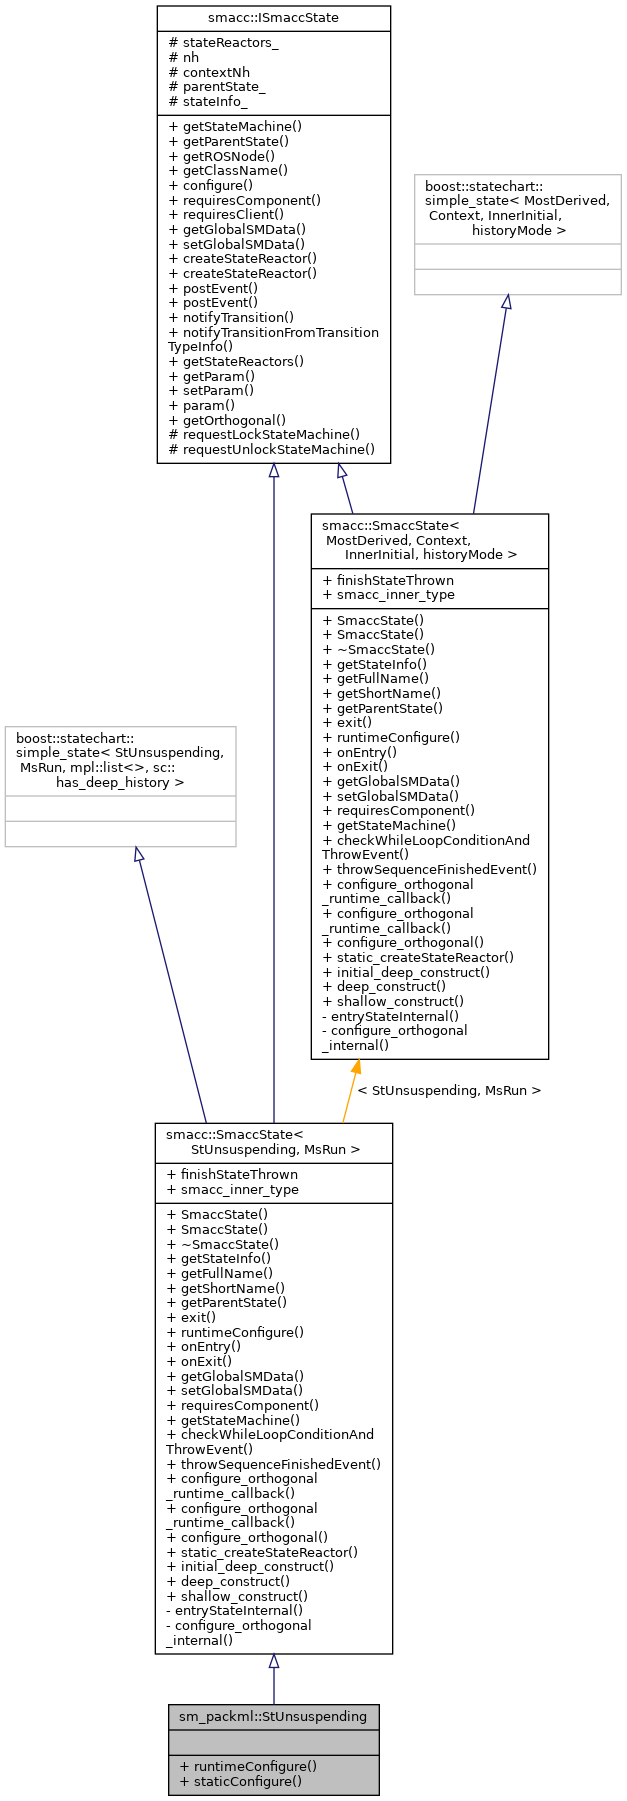 smacc::ISmaccState
# stateReactors_
# nh
# contextNh
# parentState_
# stateInfo_
+ getStateMachine()
+ getParentState()
+ getROSNode()
+ getClassName()
+ configure()
+ requiresComponent()
+ requiresClient()
+ getGlobalSMData()
+ setGlobalSMData()
+ createStateReactor()
+ createStateReactor()
+ postEvent()
+ postEvent()
+ notifyTransition()
+ notifyTransitionFromTransition
TypeInfo()
+ getStateReactors()
+ getParam()
+ setParam()
+ param()
+ getOrthogonal()
# requestLockStateMachine()
# requestUnlockStateMachine()
boost::statechart::
simple_state< MostDerived,
Context, InnerInitial,
historyMode >
smacc::SmaccState<
MostDerived, Context,
InnerInitial, historyMode >
+ finishStateThrown
+ smacc_inner_type
+ SmaccState()
+ SmaccState()
+ ~SmaccState()
+ getStateInfo()
+ getFullName()
+ getShortName()
+ getParentState()
+ exit()
+ runtimeConfigure()
+ onEntry()
+ onExit()
+ getGlobalSMData()
+ setGlobalSMData()
+ requiresComponent()
+ getStateMachine()
+ checkWhileLoopConditionAnd
ThrowEvent()
+ throwSequenceFinishedEvent()
+ configure_orthogonal
_runtime_callback()
+ configure_orthogonal
_runtime_callback()
+ configure_orthogonal()
+ static_createStateReactor()
+ initial_deep_construct()
+ deep_construct()
+ shallow_construct()
- entryStateInternal()
- configure_orthogonal
_internal()
boost::statechart::
simple_state< StUnsuspending,
MsRun, mpl::list<>, sc::
has_deep_history >
< StUnsuspending, MsRun >
smacc::SmaccState<
StUnsuspending, MsRun >
+ finishStateThrown
+ smacc_inner_type
+ SmaccState()
+ SmaccState()
+ ~SmaccState()
+ getStateInfo()
+ getFullName()
+ getShortName()
+ getParentState()
+ exit()
+ runtimeConfigure()
+ onEntry()
+ onExit()
+ getGlobalSMData()
+ setGlobalSMData()
+ requiresComponent()
+ getStateMachine()
+ checkWhileLoopConditionAnd
ThrowEvent()
+ throwSequenceFinishedEvent()
+ configure_orthogonal
_runtime_callback()
+ configure_orthogonal
_runtime_callback()
+ configure_orthogonal()
+ static_createStateReactor()
+ initial_deep_construct()
+ deep_construct()
+ shallow_construct()
- entryStateInternal()
- configure_orthogonal
_internal()
sm_packml::StUnsuspending
+ runtimeConfigure()
+ staticConfigure()